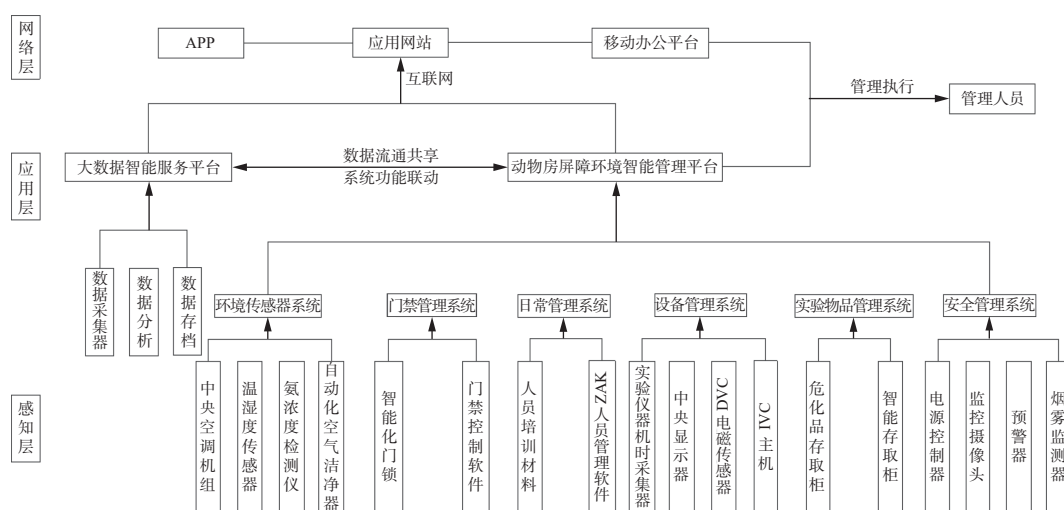 网络层
APP
应用网站
移动办公平台
互联网
管理执行
管理人员
应用层
大数据智能服务平台
数据流通共享
系统功能联动
动物房屏障环境智能管理平台
数据采集器
数据分析
数据存档
环境传感器系统
门禁管理系统
日常管理系统
设备管理系统
实验物品管理系统
安全管理系统
感知层
中央空调机组
温湿度传感器
氨浓度检测仪
自动化空气洁净器
智能化门锁
门禁控制软件
人员培训材料
ZAK人员管理软件
实验仪器机时采集器
中央显示器
DVC电磁传感器
IVC主机
危化品存取柜
智能存取柜
电源控制器
监控摄像头
预警器
烟雾监测器